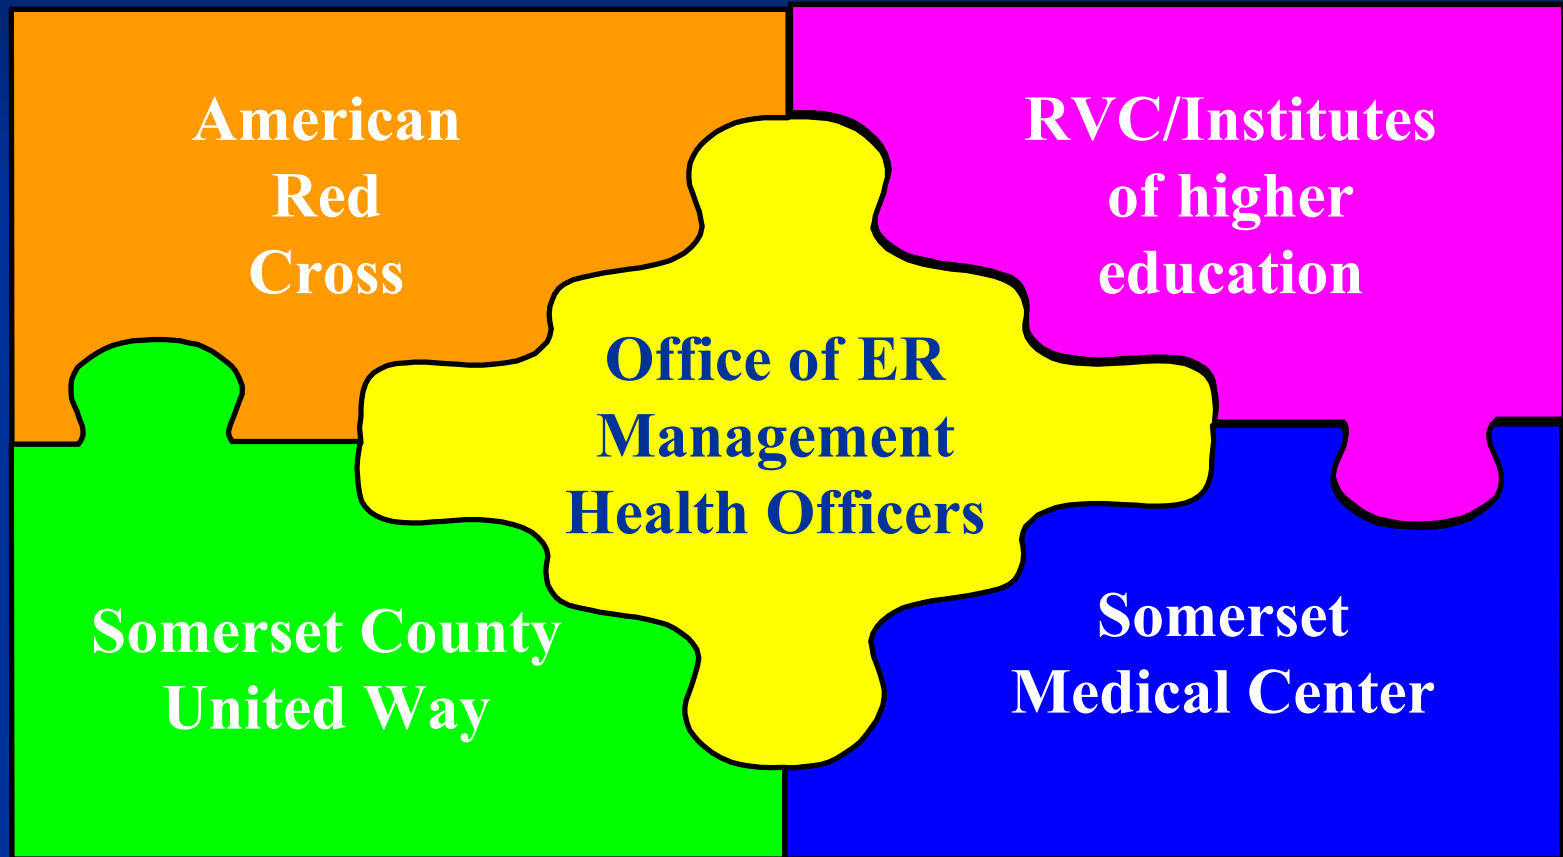 American
Red
Cross
RVC/Institutes
of higher
education
Office of ER
Management
Health Officers
Somerset County
United Way
Somerset
Medical Center